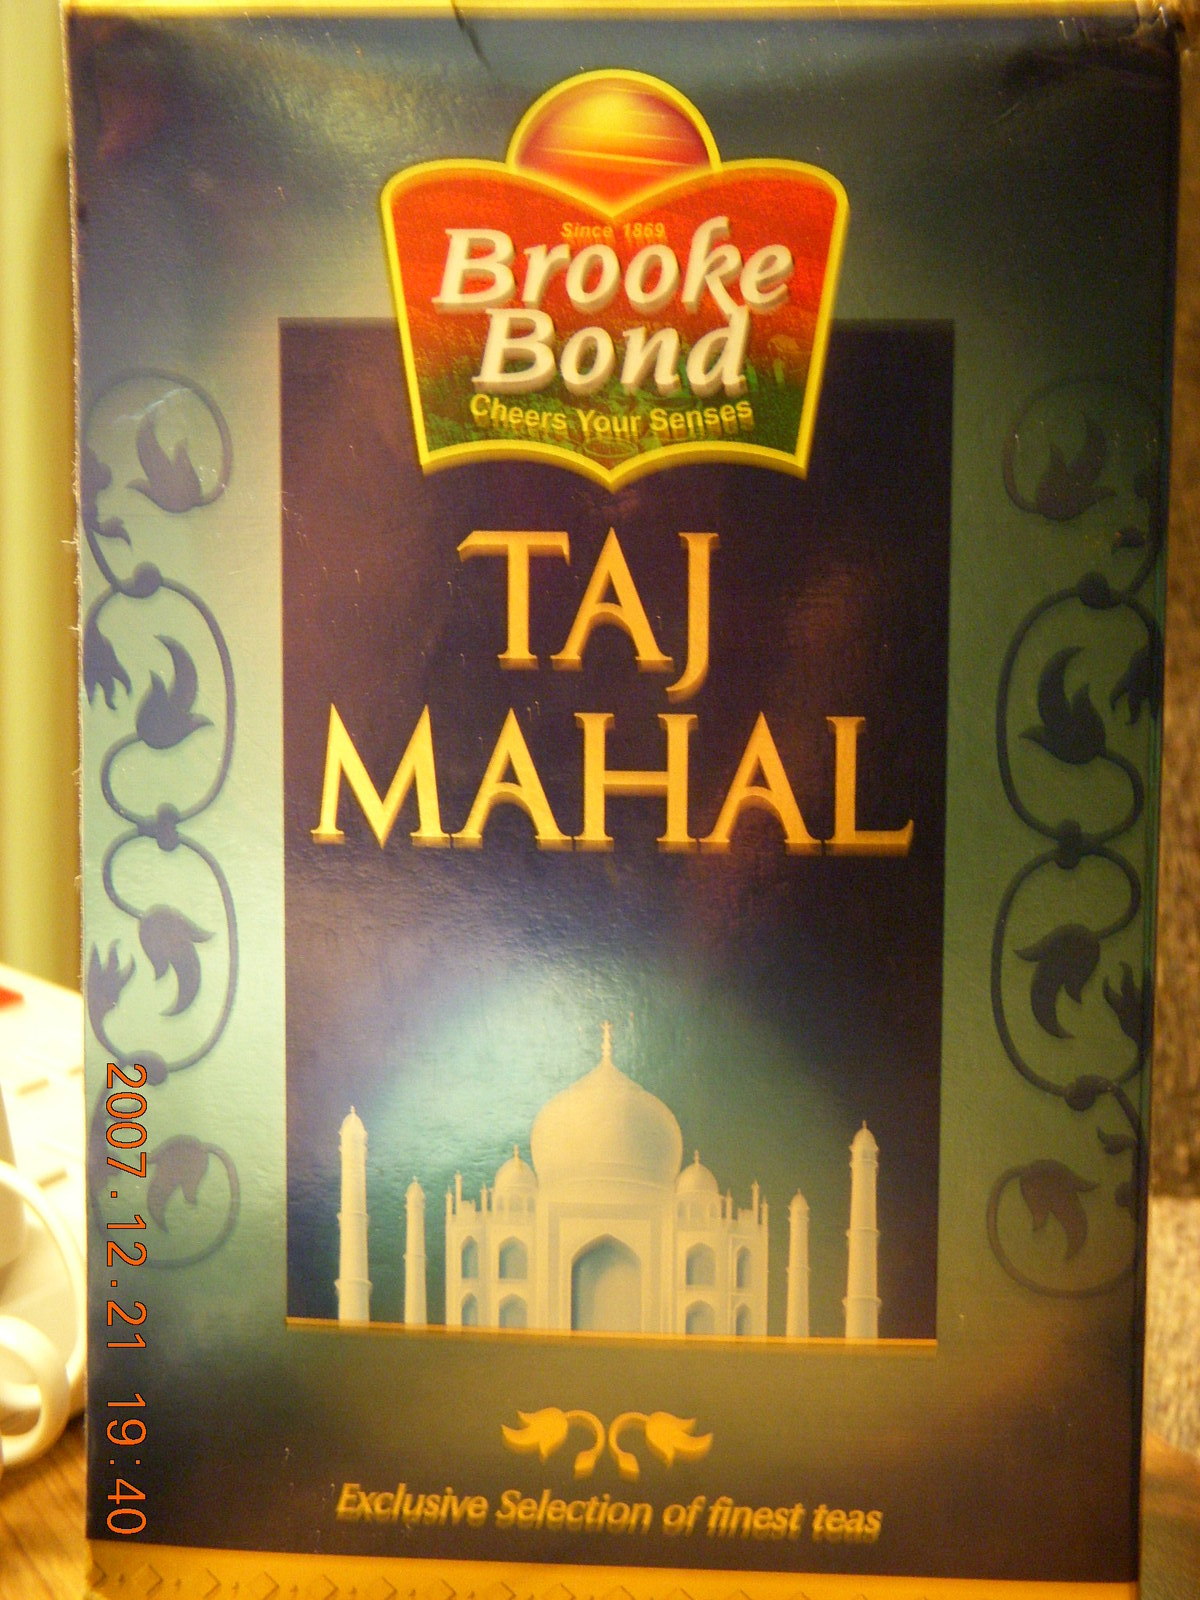 Since 1869
Brooke
Bond
Cheers Your Senses
TAJ
MAHAL
Exclusive Selection of finest teas
2007.12.21 19:40